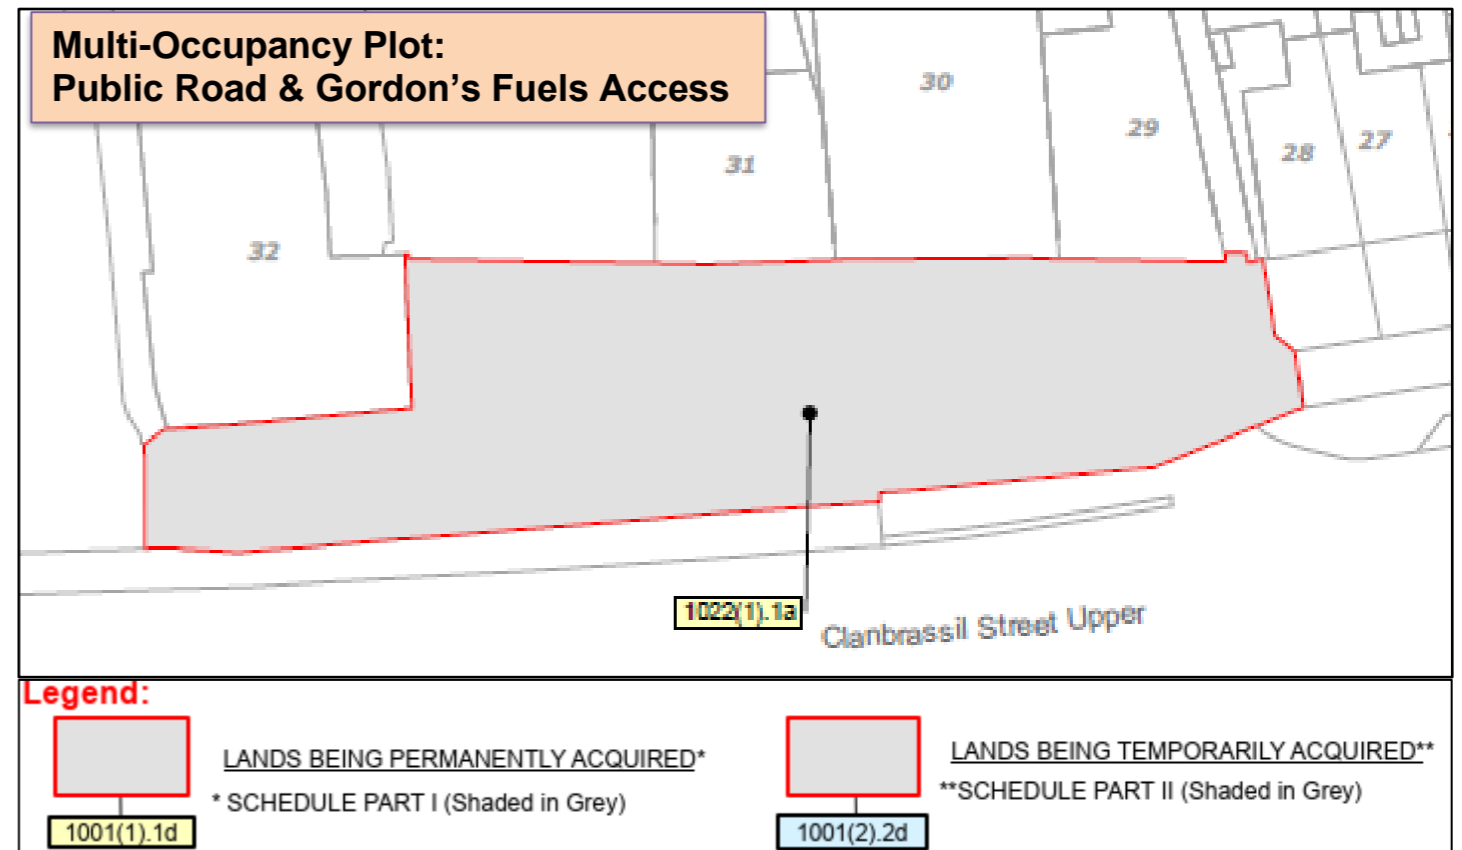 Multi-Occupancy Plot:
Public Road & Gordon's Fuels Access
30
29
28
27
31
32
1022(1).1a
Clanbrassil Street Upper
Legend:
LANDS BEING PERMANENTLY ACQUIRED*
* SCHEDULE PART I (Shaded in Grey)
1001(1).1d
LANDS BEING TEMPORARILY ACQUIRED**
**SCHEDULE PART II (Shaded in Grey)
1001(2).2d